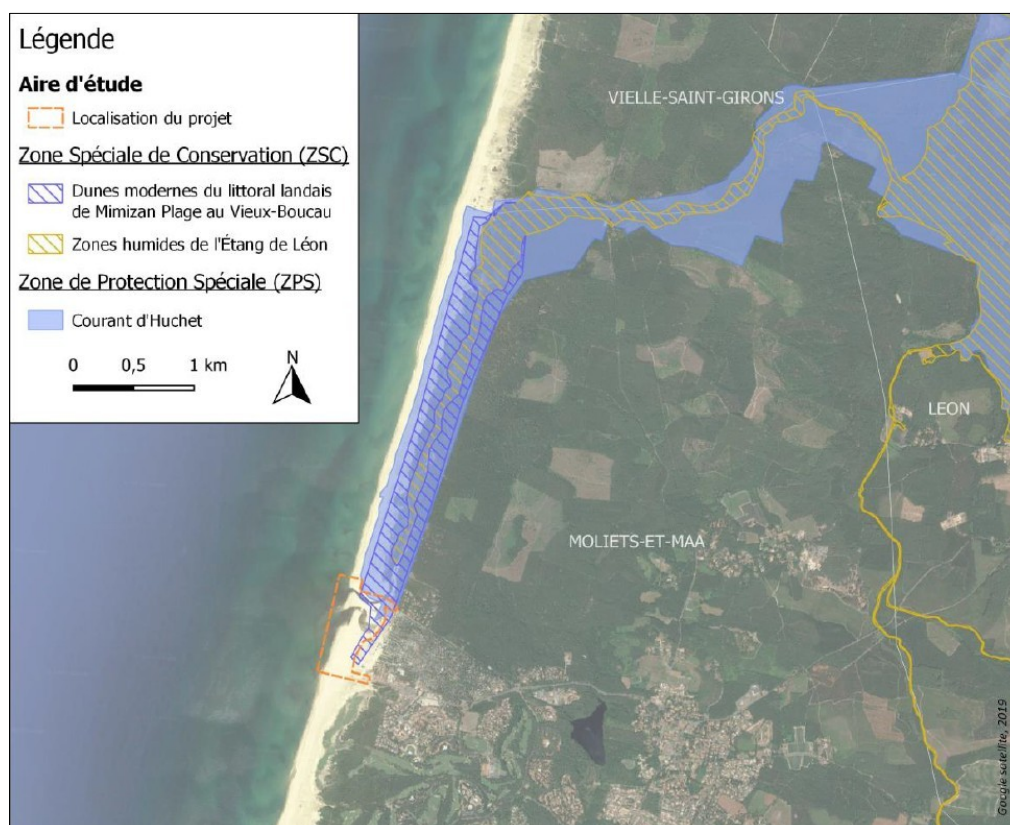 Légende
Aire d'étude
Localisation du projet
Zone Spéciale de Conservation (ZSC)
Dunes modernes du littoral landais
de Mimizan Plage au Vieux-Boucau
Zones humides de l'Étang de Léon
Zone de Protection Spéciale (ZPS)
Courant d'Huchet
0 0,5 1 km
N
VIELLE-SAINT-GIRONS
LEON
MOLIETS-ET-MAA
Google satellite, 2019